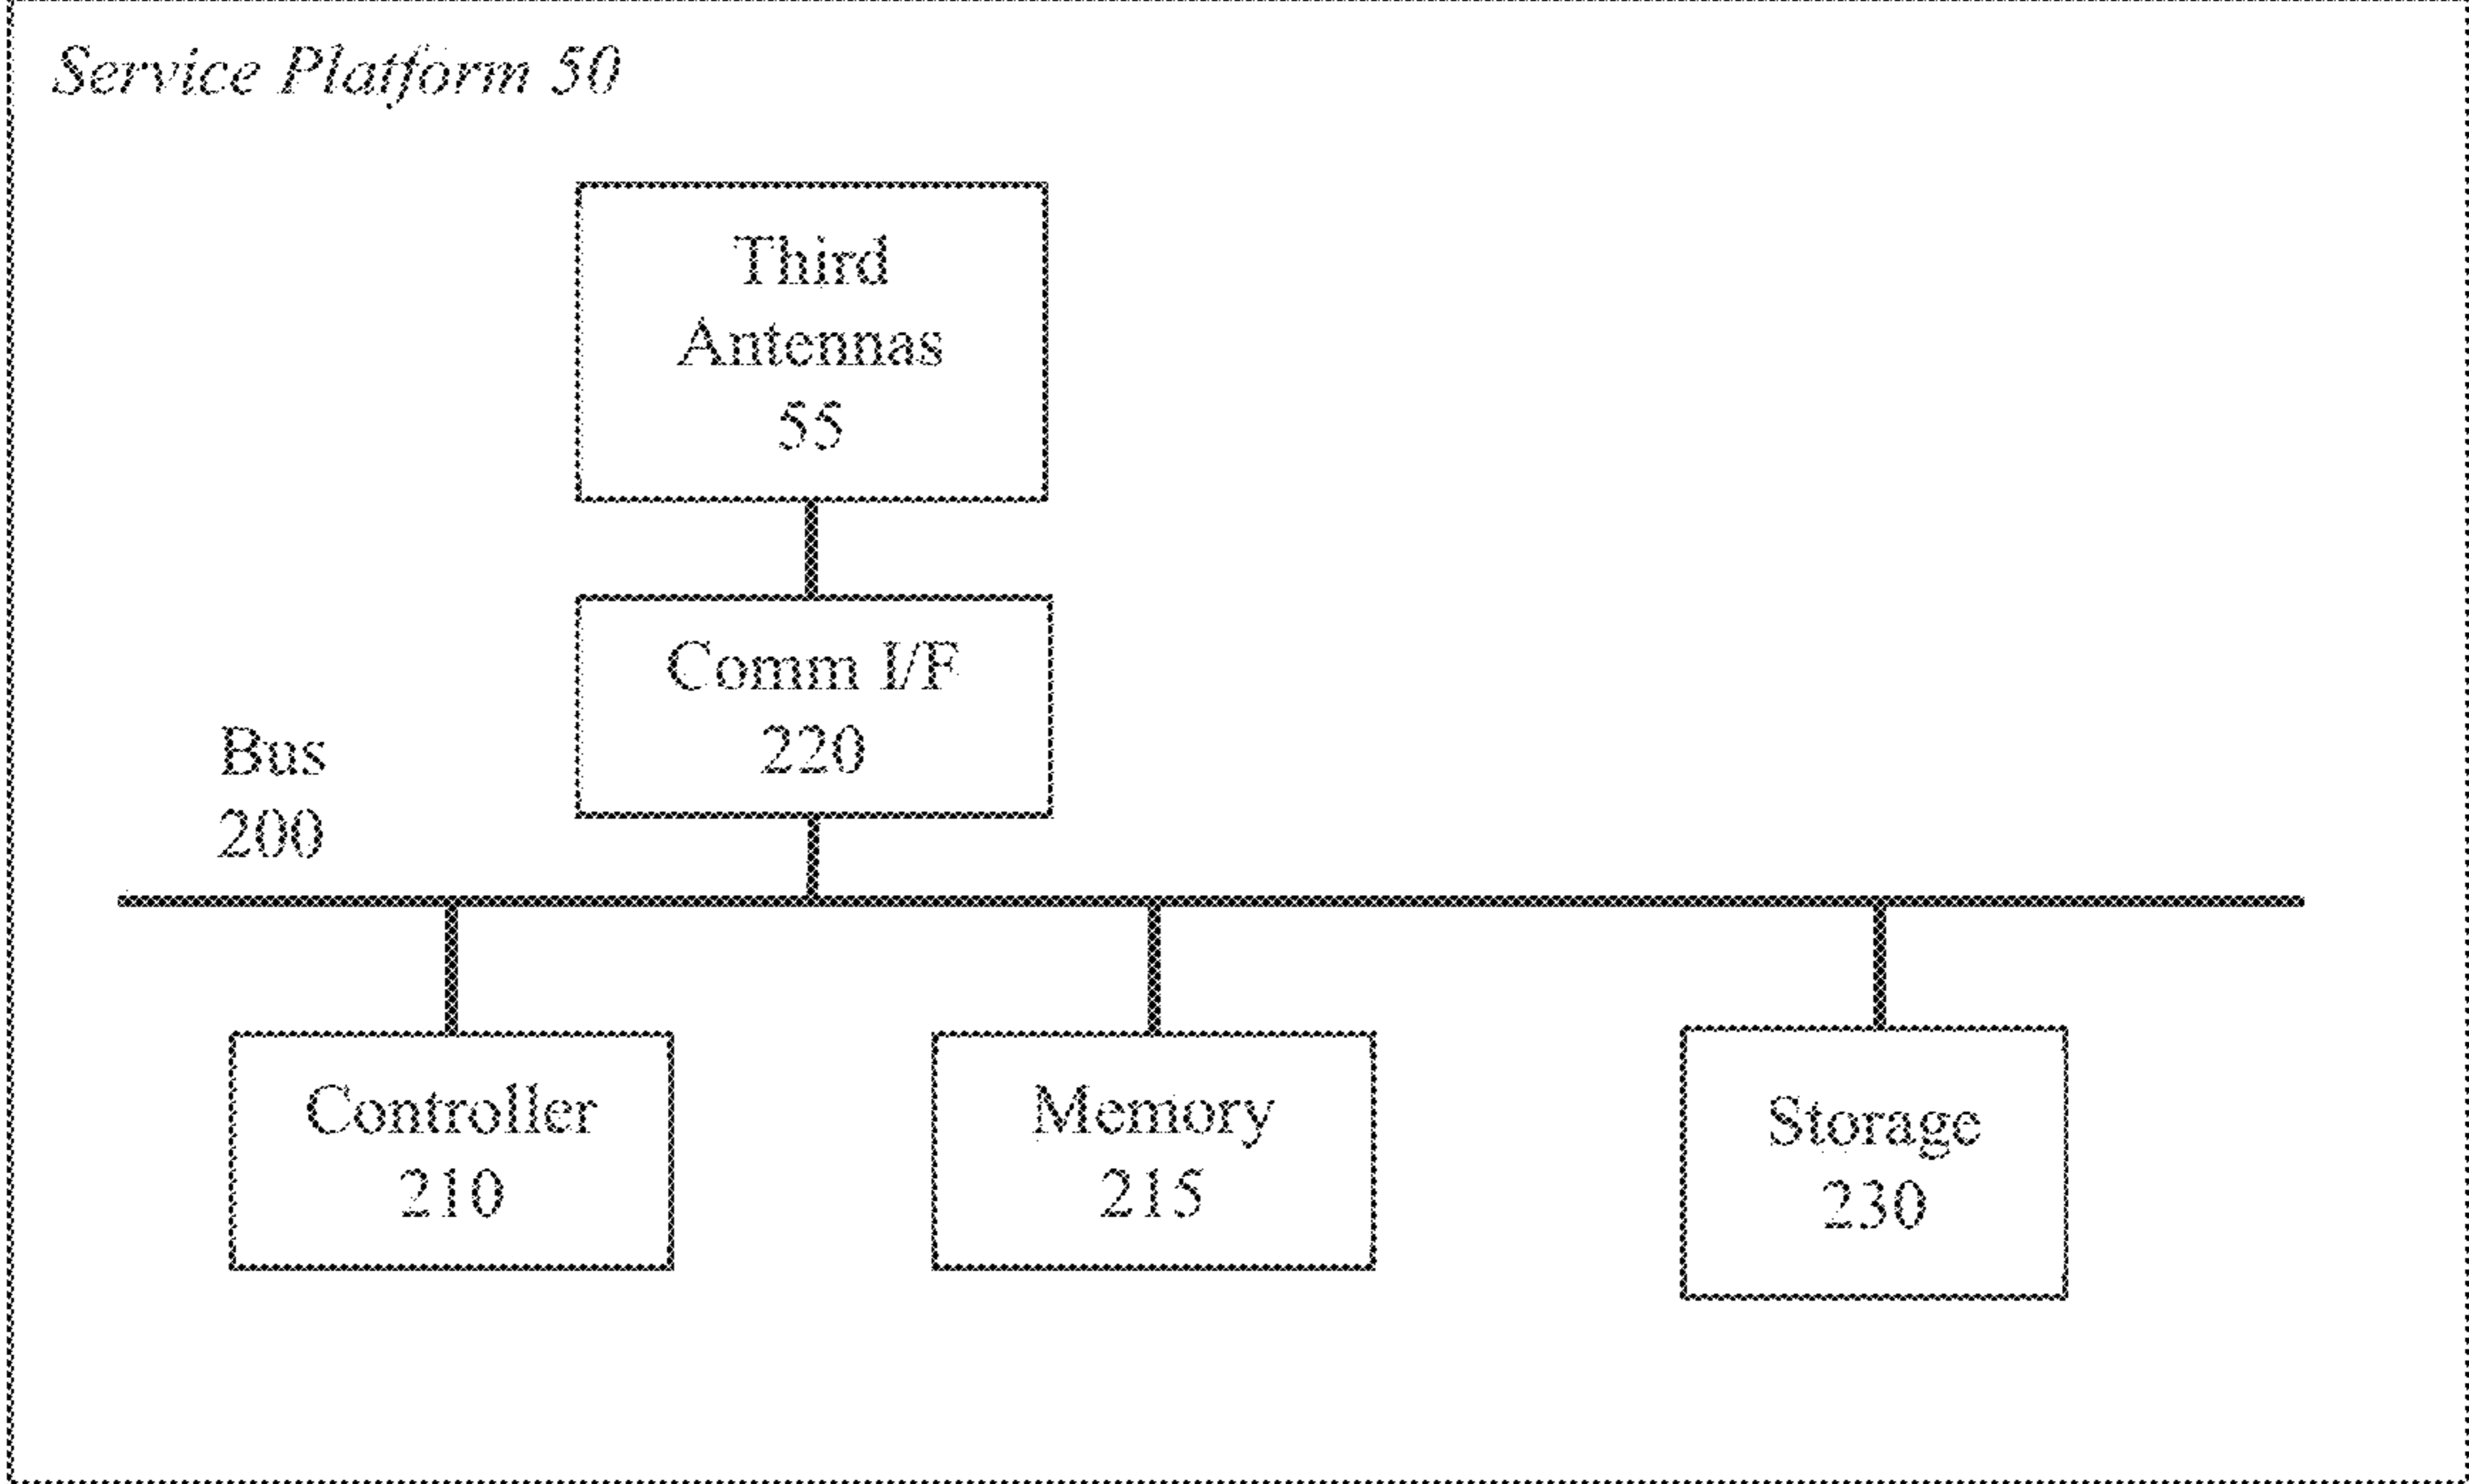 Service Platform 50
Third
Antennas
55
Comm I/F
220
Bus
200
Controller
210
Memory
215
Storage
230